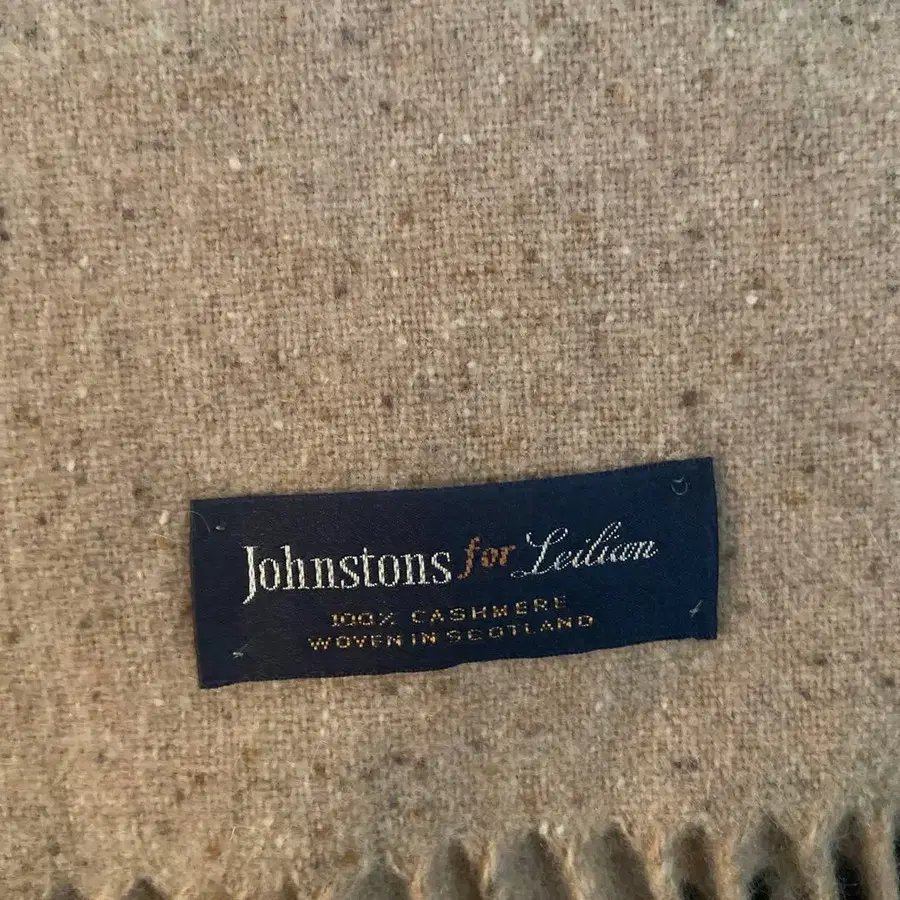 Johnstons for Leilian
100% CASHMERE
WOVEN IN SCOTLAND